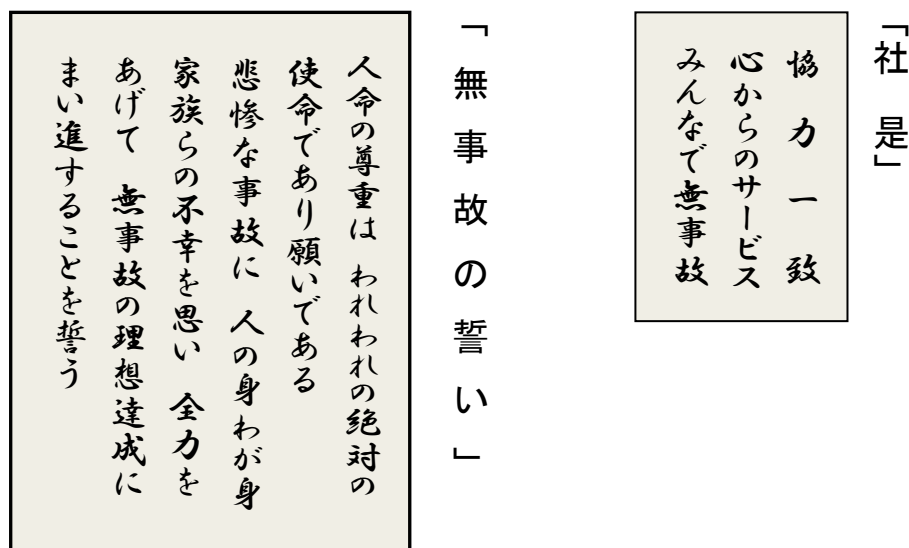 「社是」
協力一致
心からのサービス
みんなで無事故
「無事故の誓い」
人命の尊重は われわれの絶対の
使命であり願いである
悲惨な事故に 人の身わが身
家族らの不幸を思い 全力を
あげて 無事故の理想達成に
まい進することを誓う